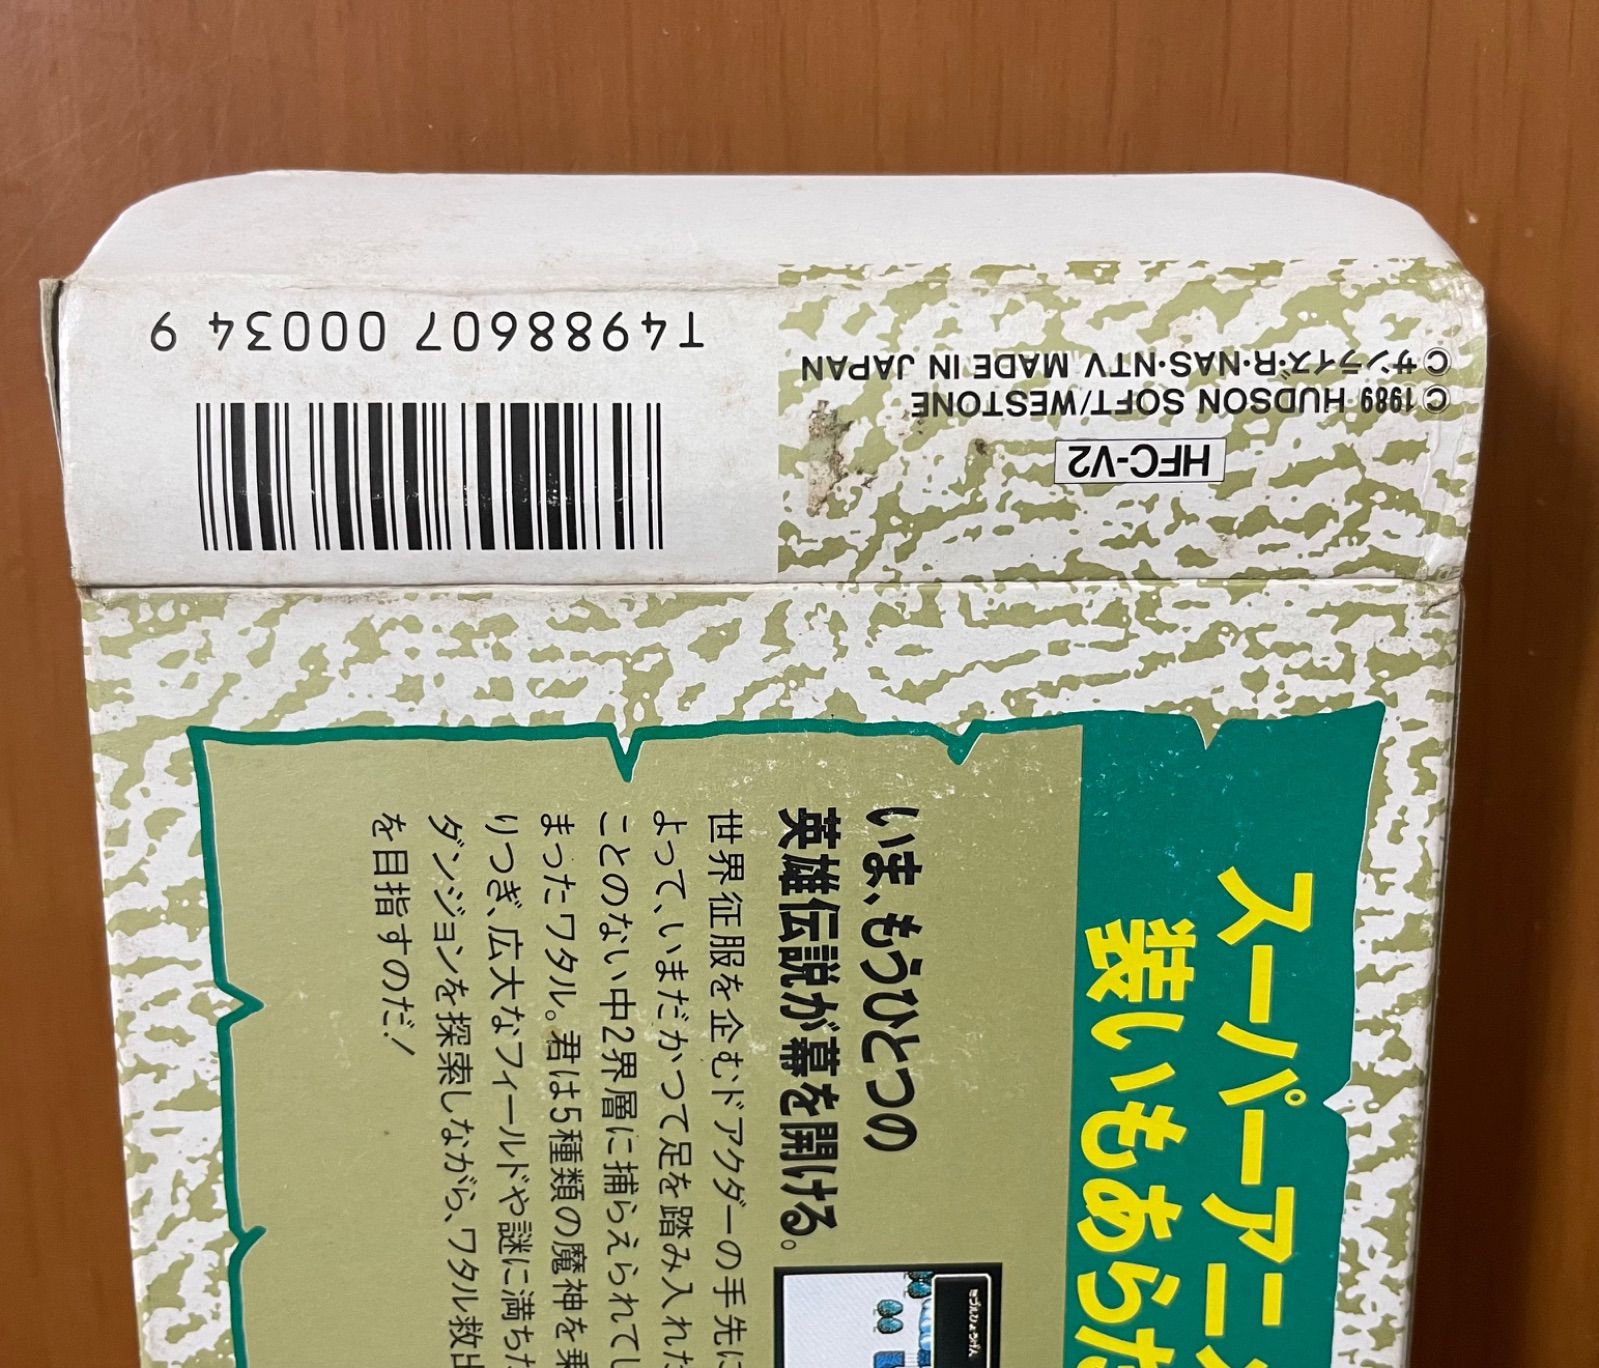 T4988607 00034 9
HFC-V2
©1989 HUDSON SOFT/WESTONE
©サンライズ・R・NAS・NTV MADE IN JAPAN
スーパーアニメ
装いもあらた
いま、もうひとつの
英雄伝説が幕を開ける。
世界征服を企むドアクダーの手先に
よって、いまだかつて足を踏み入れた
ことのない中2界層に捕らえられてし
まったワタル。君は5種類の魔神を乗
りつぎ、広大なフィールドや謎に満ちた
ダンジョンを探索しながら、ワタル救出
を目指すのだ!